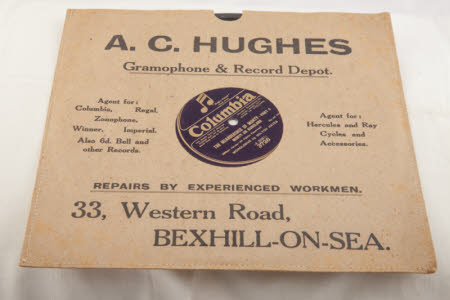 A. C. HUGHES
Gramophone & Record Depot.
Agent for:
Columbia, Regal,
Zonophone,
Winner, Imperial.
Also 6d. Bell and
other Records.
Columbia
Agent for:
Hercules and Ray
Cycles and
Accessories.
REPAIRS BY EXPERIENCED WORKMEN.
33, Western Road,
BEXHILL-ON-SEA.